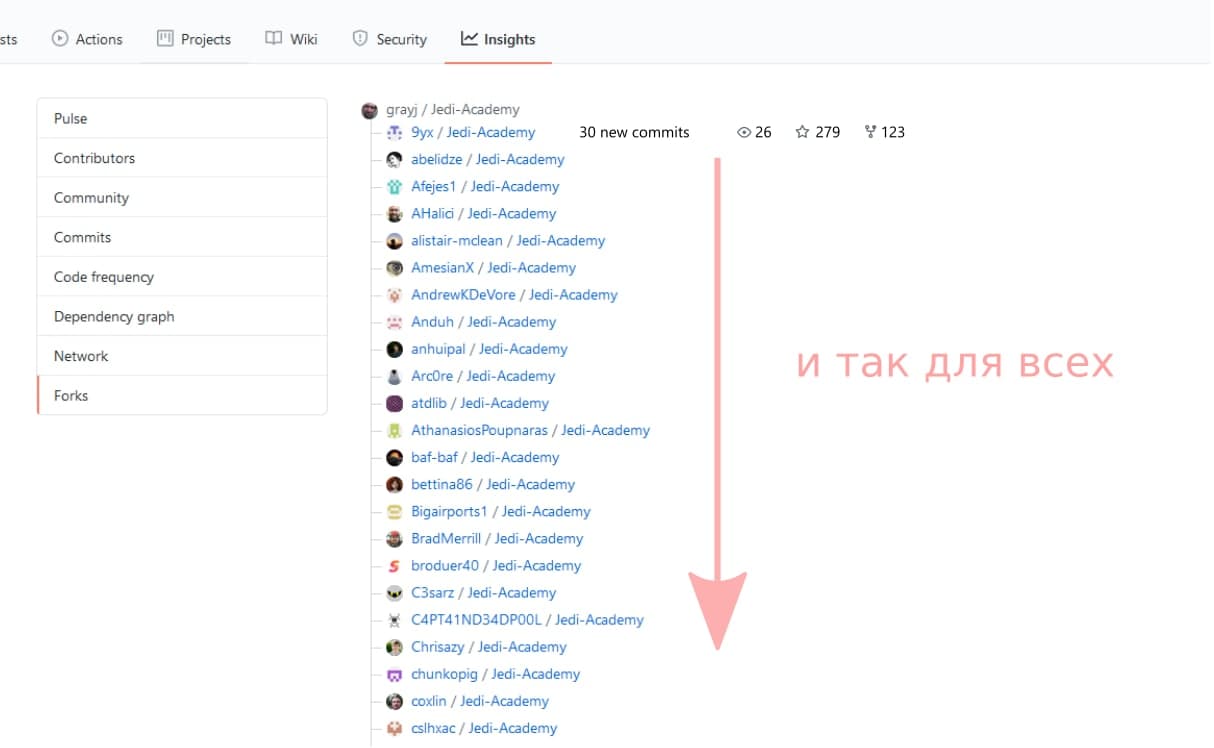 sts Actions Projects Wiki Security Insights
Pulse
Contributors
Community
Commits
Code frequency
Dependency graph
Network
Forks
grayj / Jedi-Academy
9yx / Jedi-Academy 30 new commits 26 279 123
abelidze / Jedi-Academy
Afejes1 / Jedi-Academy
AHalici / Jedi-Academy
alistair-mclean / Jedi-Academy
AmesianX / Jedi-Academy
AndrewKDeVore / Jedi-Academy
Anduh / Jedi-Academy
anhuipal / Jedi-Academy
Arc0re / Jedi-Academy
atdlib / Jedi-Academy
AthanasiosPoupnaras / Jedi-Academy
baf-baf / Jedi-Academy
bettina86 / Jedi-Academy
Bigairports1 / Jedi-Academy
BradMerrill / Jedi-Academy
broduer40 / Jedi-Academy
C3sarz / Jedi-Academy
C4PT41ND34DP00L / Jedi-Academy
Chrisazy / Jedi-Academy
chunkopig / Jedi-Academy
coxlin / Jedi-Academy
cslhxac / Jedi-Academy
и так для всех